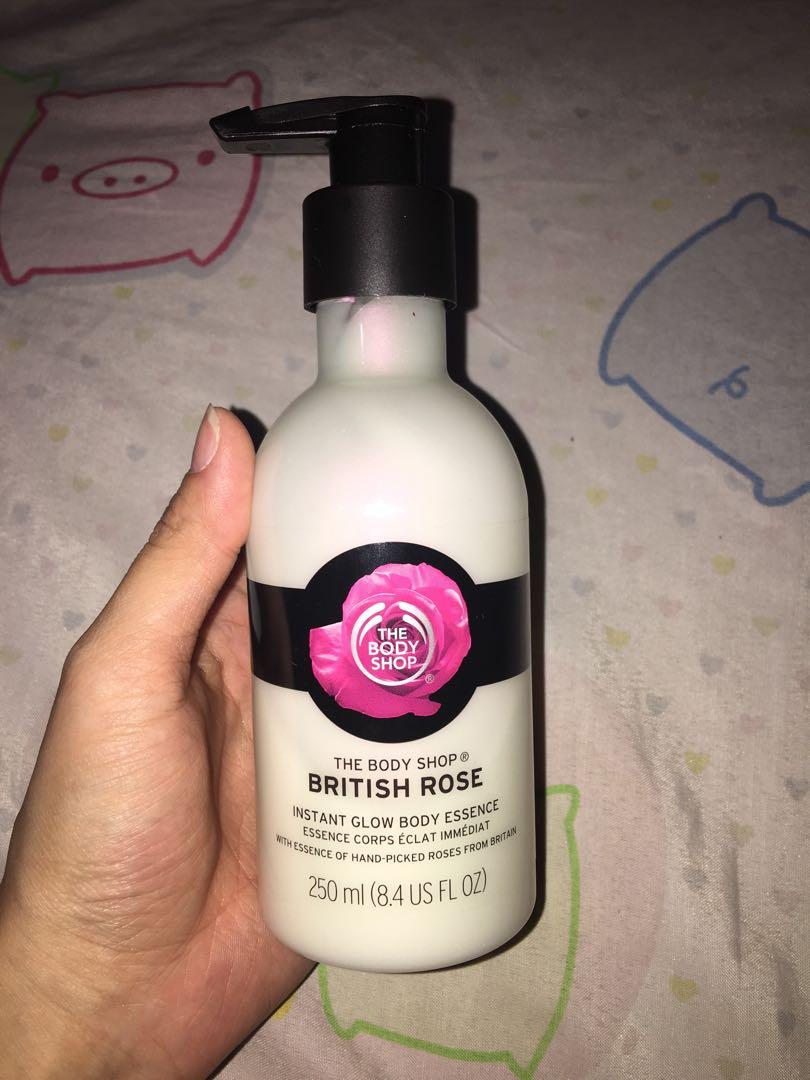 THE
BODY
SHOP
®
THE BODY SHOP®
BRITISH ROSE
INSTANT GLOW BODY ESSENCE
ESSENCE CORPS ÉCLAT IMMÉDIAT
WITH ESSENCE OF HAND-PICKED ROSES FROM BRITAIN
250 ml (8.4 US FL OZ)